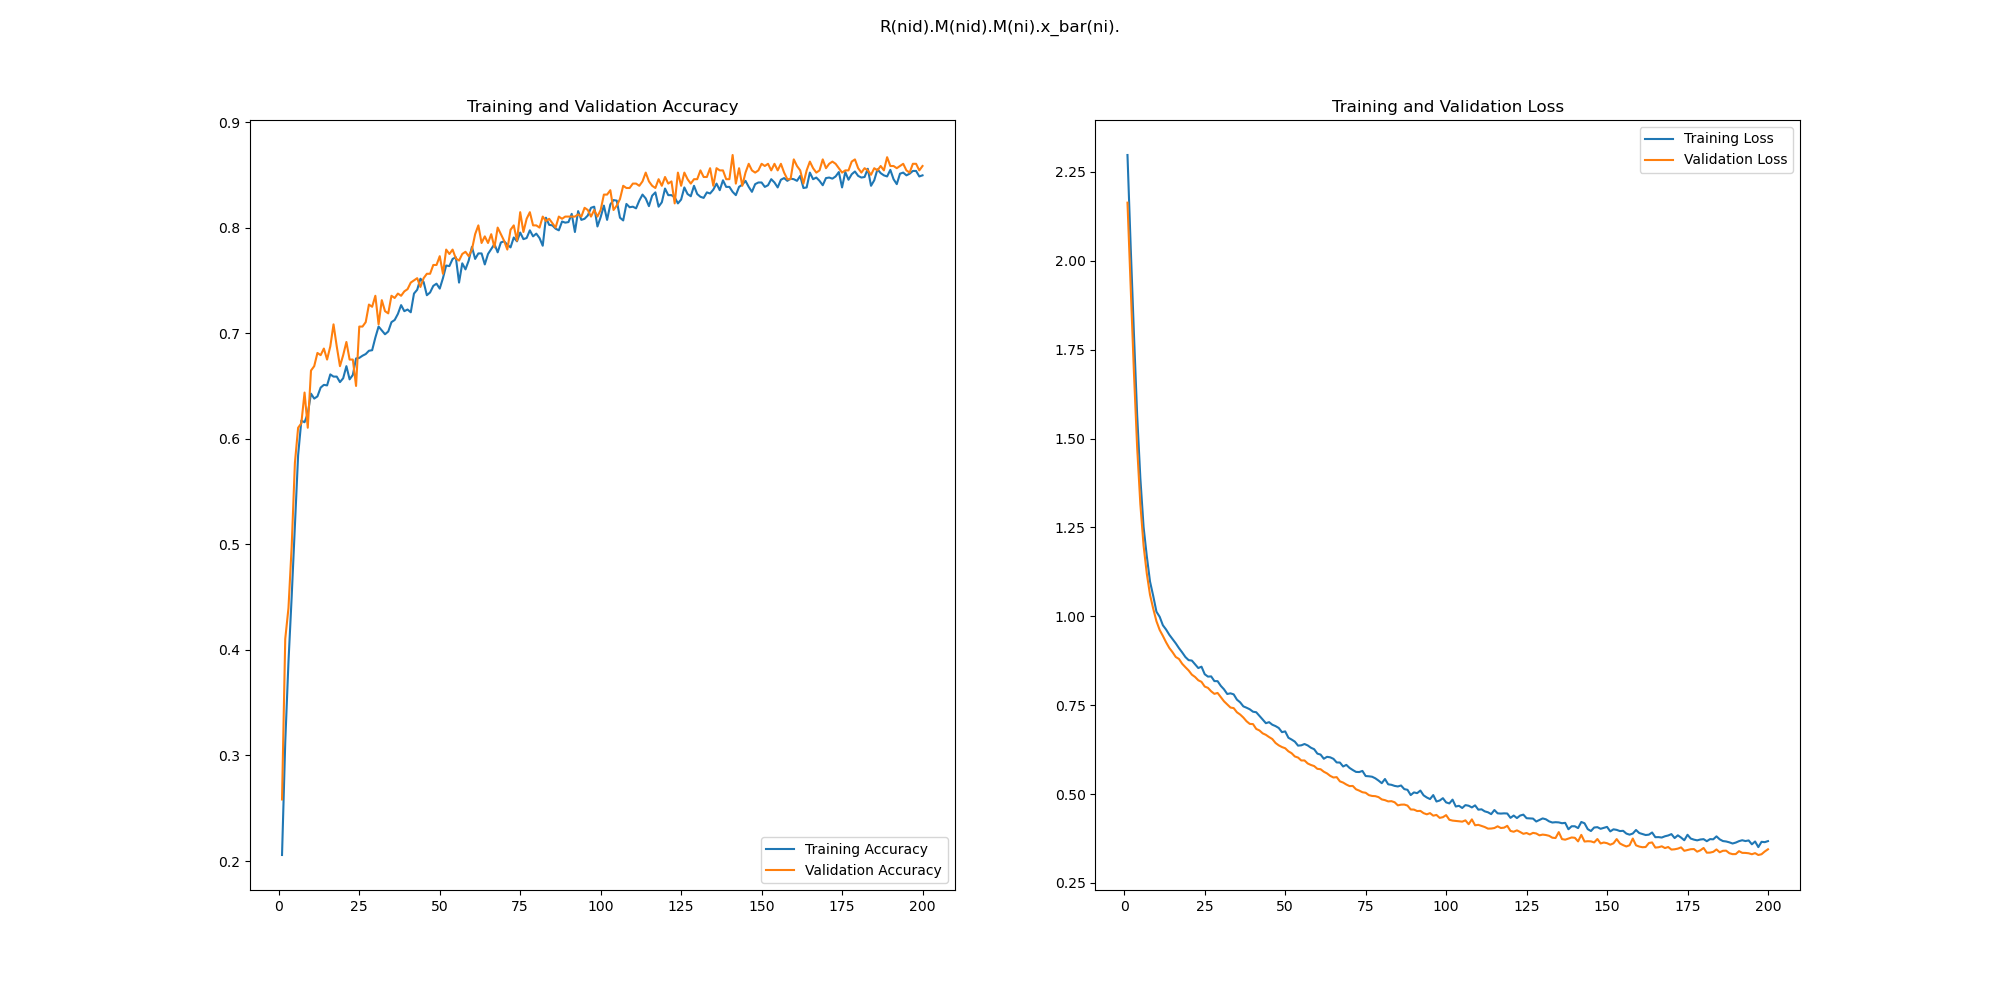 R(nid).M(nid).M(ni).x_bar(ni).
Training and Validation Accuracy
0.9
0.8
0.7
0.6
0.5
0.4
0.3
0.2
0 25 50 75 100 125 150 175 200
Training Accuracy
Validation Accuracy
Training and Validation Loss
2.25
2.00
1.75
1.50
1.25
1.00
0.75
0.50
0.25
0 25 50 75 100 125 150 175 200
Training Loss
Validation Loss